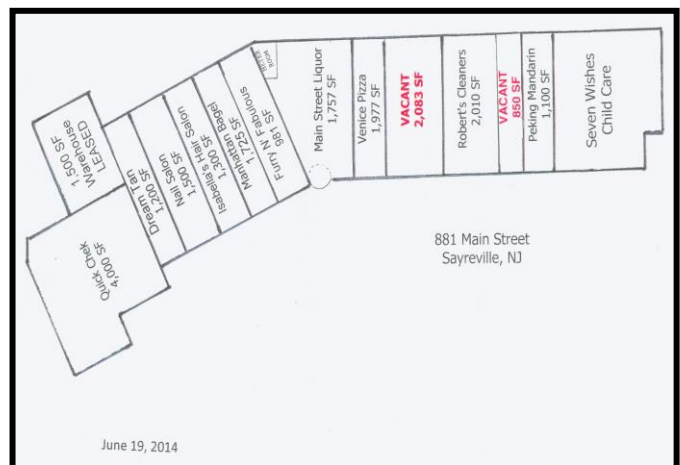 1,500 SF
Warehouse
LEASED
Quick Chek
4,000 SF
Dream Tan
1,200 SF
Nail Salon
1,500 SF
Isabella's Hair Salon
1,300 SF
Manhattan Bagel
1,725 SF
Furry N Fabulous
981 SF
METER
ROOM
Main Street Liquor
1,757 SF
Venice Pizza
1,977 SF
VACANT
2,083 SF
Robert's Cleaners
2,010 SF
VACANT
850 SF
Peking Mandarin
1,100 SF
Seven Wishes
Child Care
881 Main Street
Sayreville, NJ
June 19, 2014